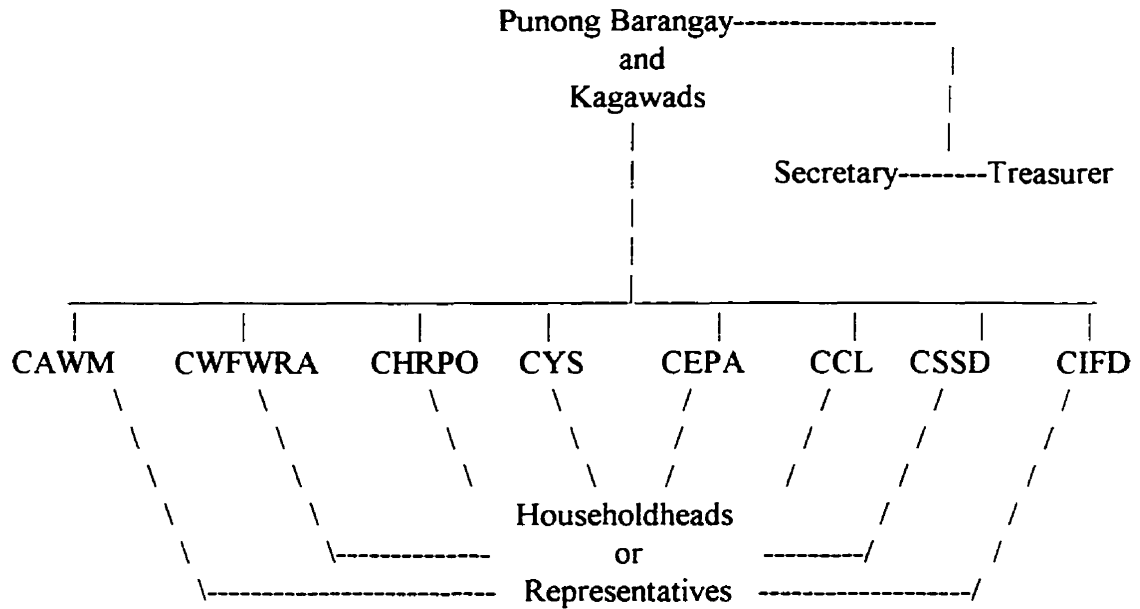 Punong Barangay
and
Kagawads
Secretary--------Treasurer
CAWM CWFWRA CHRPO CYS CEPA CCL CSSD CIFD
Householdheads
or
Representatives